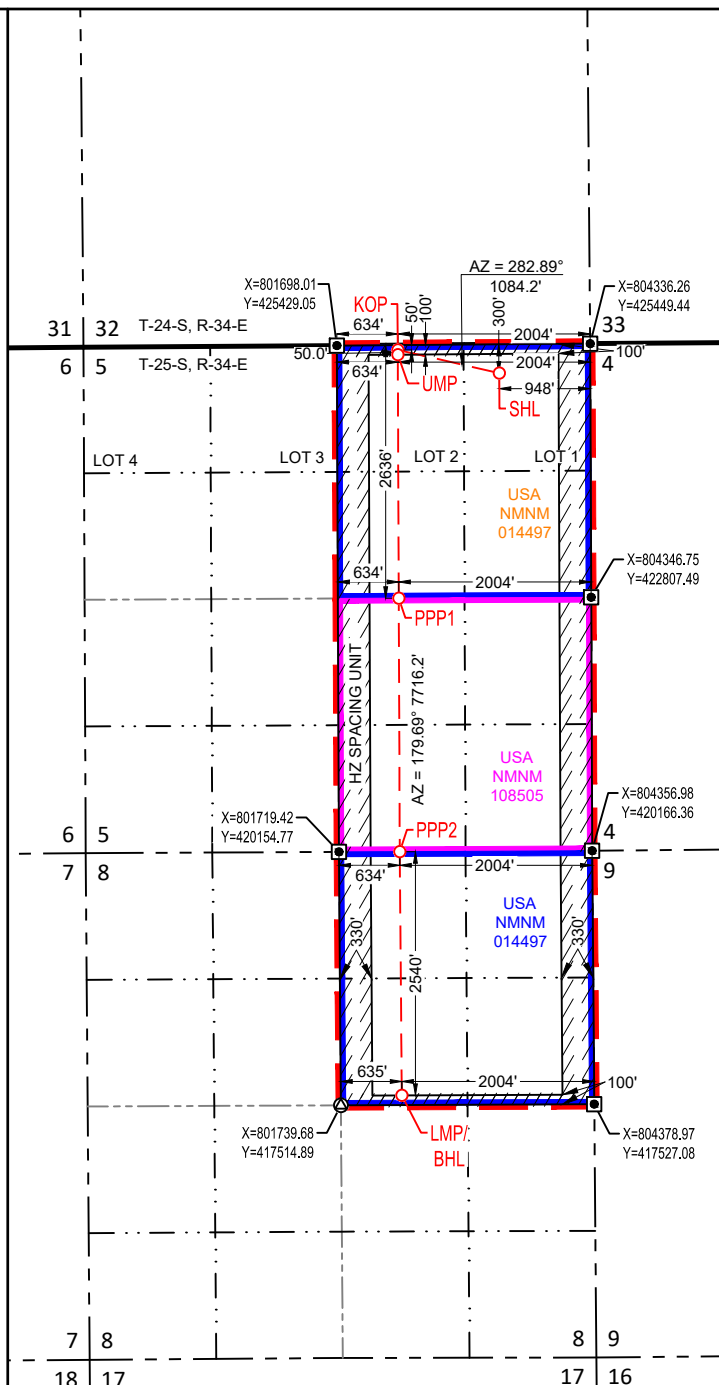 X=801698.01
Y=425429.05
AZ = 282.89°
1084.2'
X=804336.26
Y=425449.44
KOP
50'
100'
300'
31 32
T-24-S, R-34-E
634'
2004'
33
6 5
T-25-S, R-34-E
50.0'
634'
2004'
100'
4
UMP
948'
SHL
LOT 4
LOT 3
LOT 2
LOT 1
2636'
USA
NMNM
014497
X=804346.75
Y=422807.49
634'
2004'
PPP1
HZ SPACING UNIT
AZ = 179.69° 7716.2'
USA
NMNM
108505
X=804356.98
Y=420166.36
X=801719.42
Y=420154.77
PPP2
6 5
4
7 8
634'
2004'
9
USA
NMNM
014497
330'
2540'
330'
635'
2004'
100'
X=801739.68
Y=417514.89
LMP/
BHL
X=804378.97
Y=417527.08
7 8
8 9
18 17
17 16